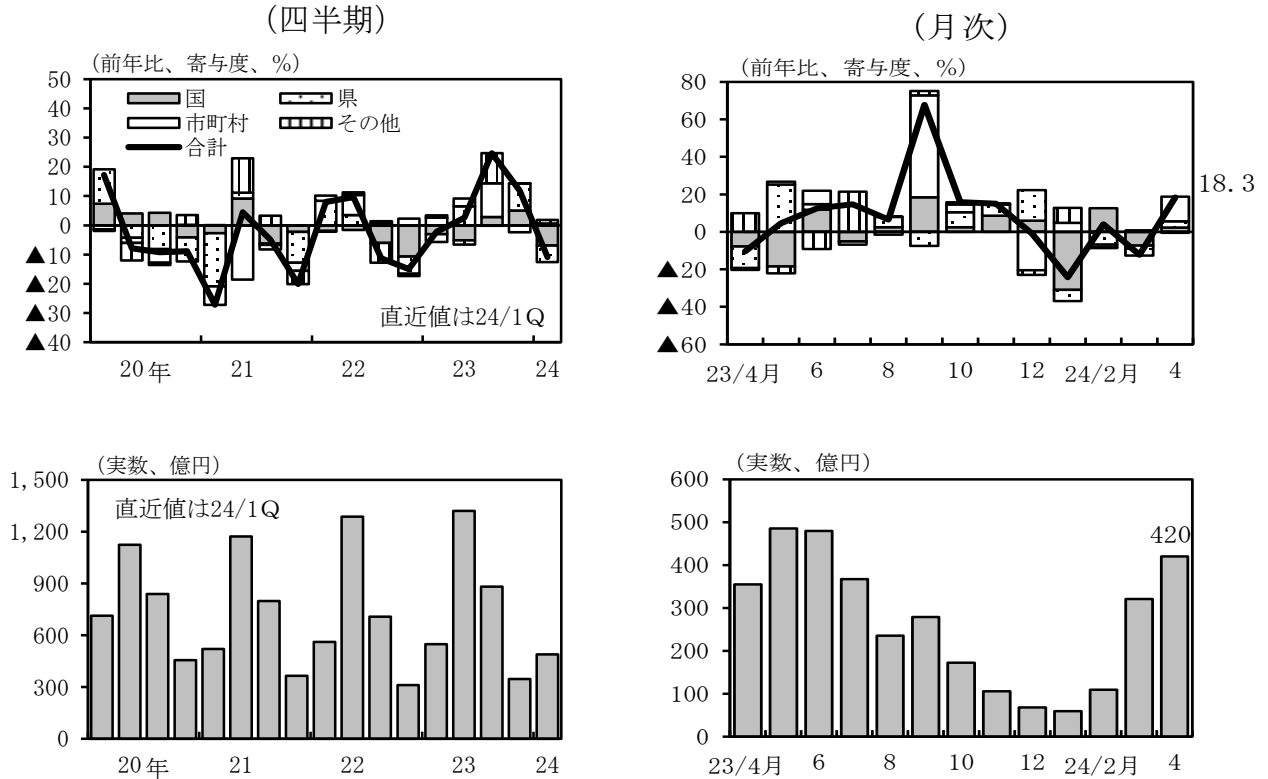 (四半期)
(前年比、寄与度、%)
50
40
30
20
10
0
▲10
▲20
▲30
▲40
国
県
市町村
その他
合計
直近値は24/1Q
20年 21 22 23 24
(月次)
(前年比、寄与度、%)
80
60
40
20
0
▲20
▲40
▲60
18.3
23/4月 6 8 10 12 24/2月 4
(実数、億円)
1,500
1,200
900
600
300
0
直近値は24/1Q
20年 21 22 23 24
(実数、億円)
600
500
400
300
200
100
0
420
23/4月 6 8 10 12 24/2月 4